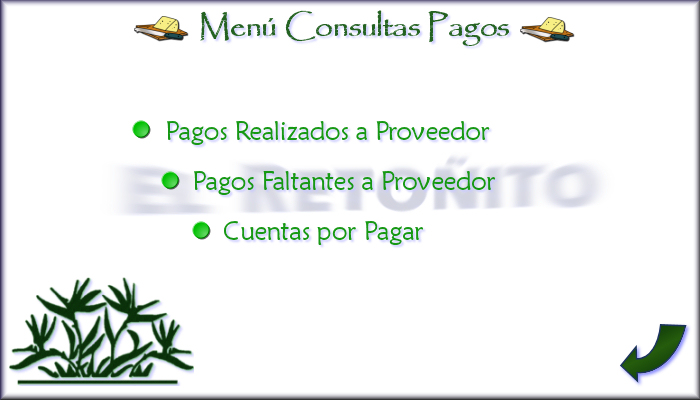 Menú Consultas Pagos
Pagos Realizados a Proveedor
EL RETOÑITO
Pagos Faltantes a Proveedor
Cuentas por Pagar